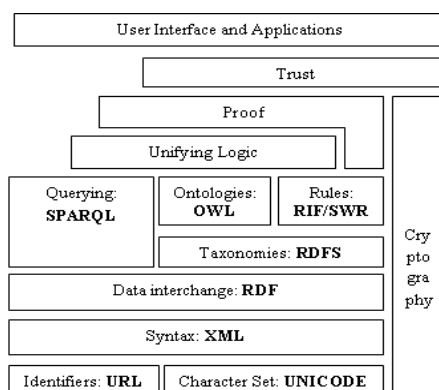 User Interface and Applications
Trust
Proof
Unifying Logic
Querying:
SPARQL
Ontologies:
OWL
Rules:
RIF/SWR
Taxonomies: RDFS
Cry
pto
gra
phy
Data interchange: RDF
Syntax: XML
Identifiers: URL
Character Set: UNICODE